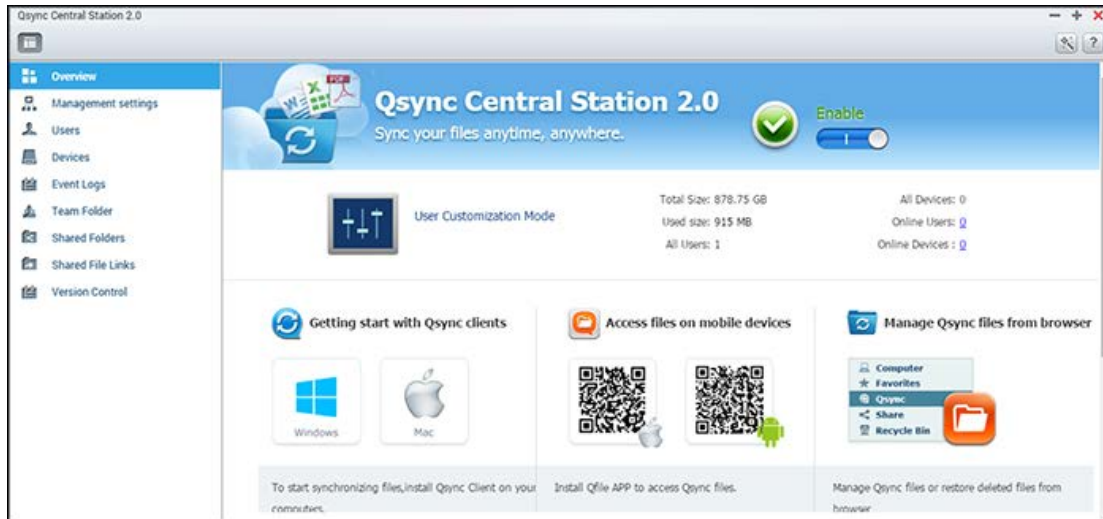 Qsync Central Station 2.0
Overview
Management settings
Users
Devices
Event Logs
Team Folder
Shared Folders
Shared File Links
Version Control
Qsync Central Station 2.0
Sync your files anytime, anywhere.
Enable
User Customization Mode
Total Size: 878.75 GB
Used size: 915 MB
All Users: 1
All Devices: 0
Online Users: 0
Online Devices : 0
Getting start with Qsync clients
Windows
Mac
To start synchronizing files,install Qsync Client on your
computers.
Access files on mobile devices
Install Qfile APP to access Qsync files.
Manage Qsync files from browser
Computer
Favorites
Qsync
Share
Recycle Bin
Manage Qsync files or restore deleted files from
browser